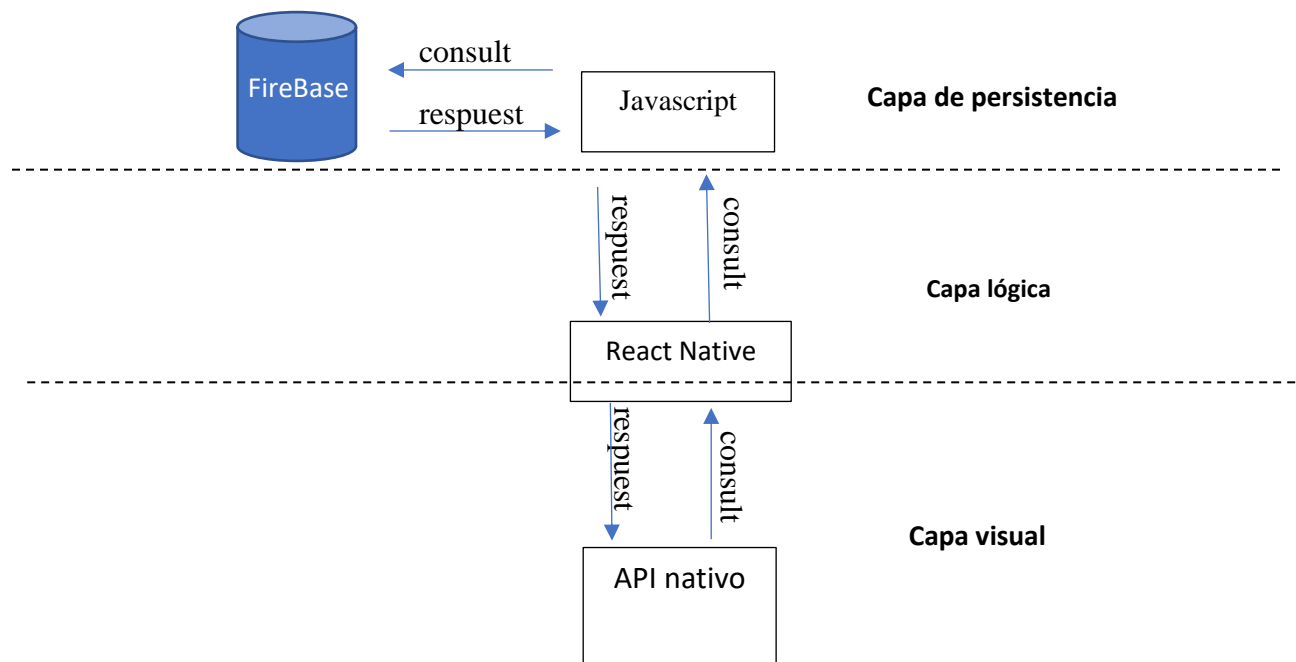 consult
FireBase
Javascript
Capa de persistencia
respuest
respuest
consult
Capa lógica
React Native
respuest
consult
Capa visual
API nativo